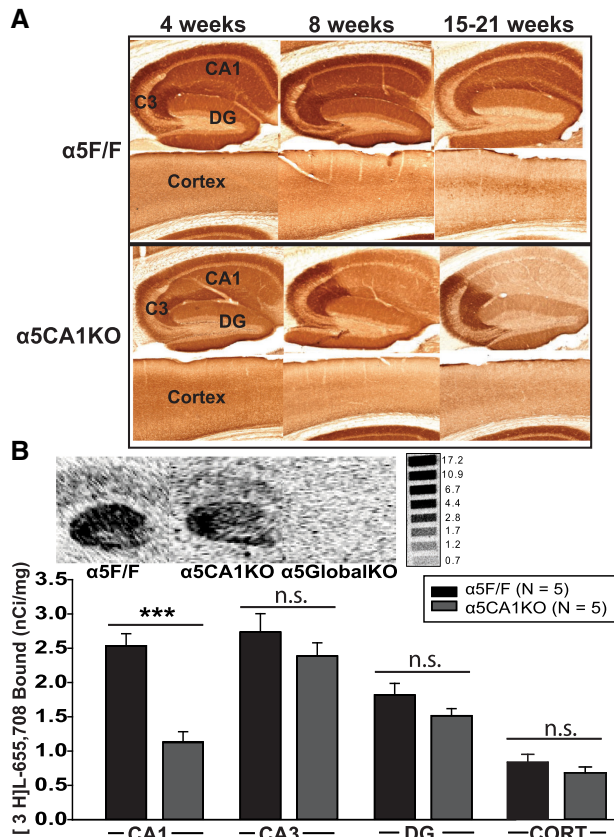 A
4 weeks 8 weeks 15-21 weeks
α5F/F
CA1
C3
DG
Cortex
α5CA1KO
CA1
C3
DG
Cortex
B
17.2
10.9
6.7
4.4
2.8
1.7
1.2
0.7
α5F/F α5CA1KO α5GlobalKO
α5F/F (N = 5)
α5CA1KO (N = 5)
[ 3 H]L-655,708 Bound (nCi/mg)
3.5
3.0
2.5
2.0
1.5
1.0
0.5
0.0
***
n.s.
n.s.
n.s.
CA1 CA3 DG CORT